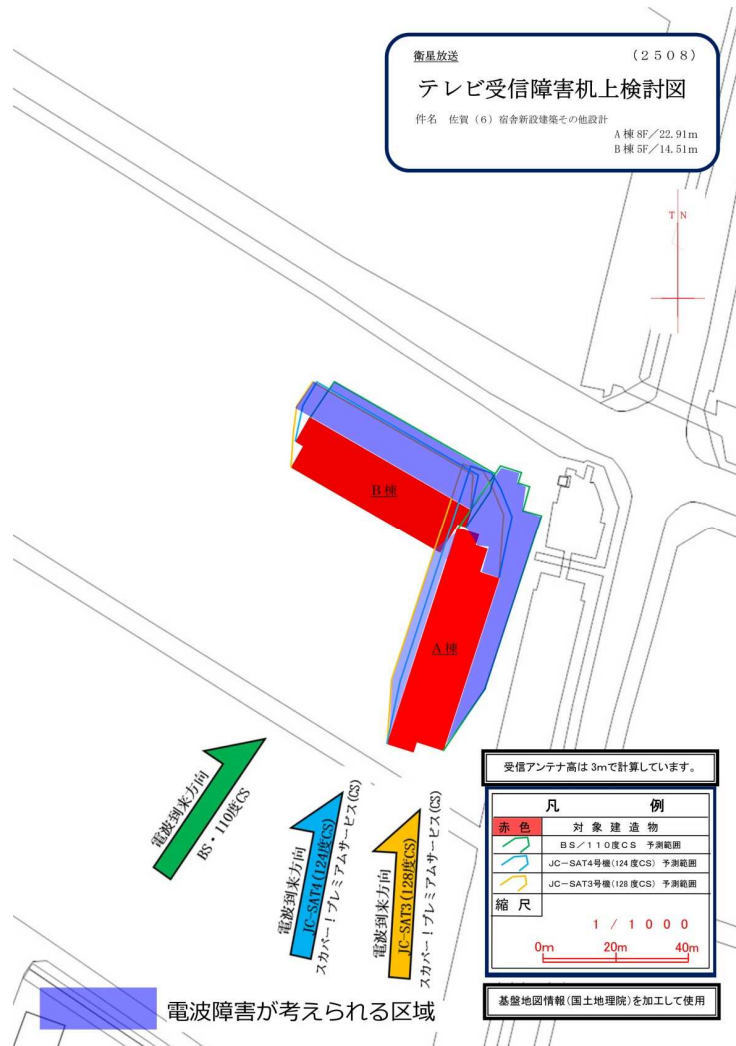 衛星放送 (2508)
テレビ受信障害机上検討図
件名 佐賀(6)宿舎新設建築その他設計
A棟 8F/22.91m
B棟 5F/14.51m
T N
B棟
A棟
電波到来方向
BS・110度CS
電波到来方向
JC-SAT4(124度CS)
スカパー!プレミアムサービス(CS)
電波到来方向
JC-SAT3(128度CS)
スカパー!プレミアムサービス(CS)
受信アンテナ高は3mで計算しています。
凡 例
赤色 対象建造物
BS/110度CS 予測範囲
JC-SAT4号機(124度CS) 予測範囲
JC-SAT3号機(128度CS) 予測範囲
縮尺
1/1000
0m 20m 40m
電波障害が考えられる区域
基盤地図情報(国土地理院)を加工して使用